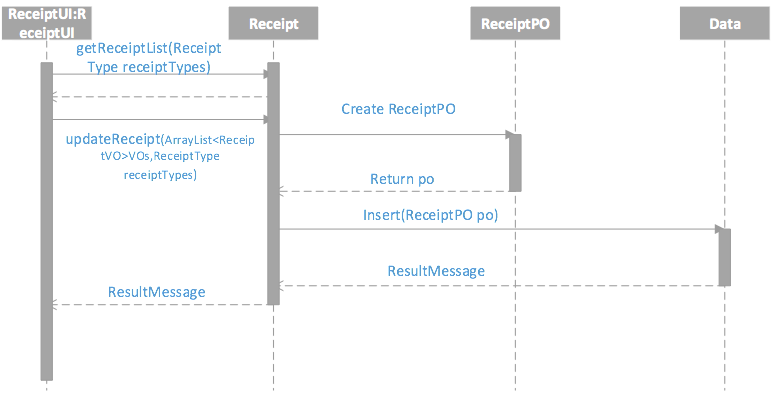 ReceiptUI:R
eceiptUI
Receipt
ReceiptPO
Data
getReceiptList(Receipt
Type receiptTypes)
Create ReceiptPO
updateReceipt(ArrayList<Receip
tVO>VOs,ReceiptType
receiptTypes)
Return po
Insert(ReceiptPO po)
ResultMessage
ResultMessage